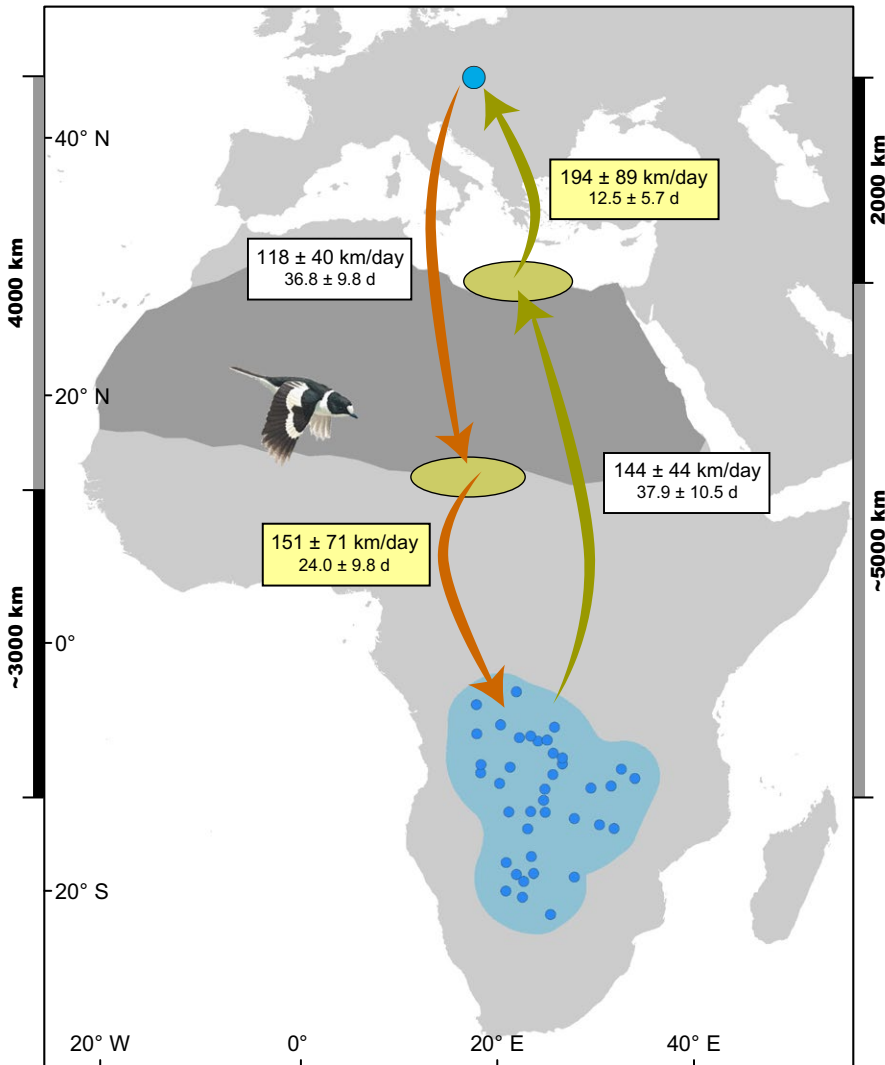 40° N
20° N
0°
20° S
20° W
0°
20° E
40° E
4000 km
~3000 km
2000 km
~5000 km
194 ± 89 km/day
12.5 ± 5.7 d
118 ± 40 km/day
36.8 ± 9.8 d
144 ± 44 km/day
37.9 ± 10.5 d
151 ± 71 km/day
24.0 ± 9.8 d